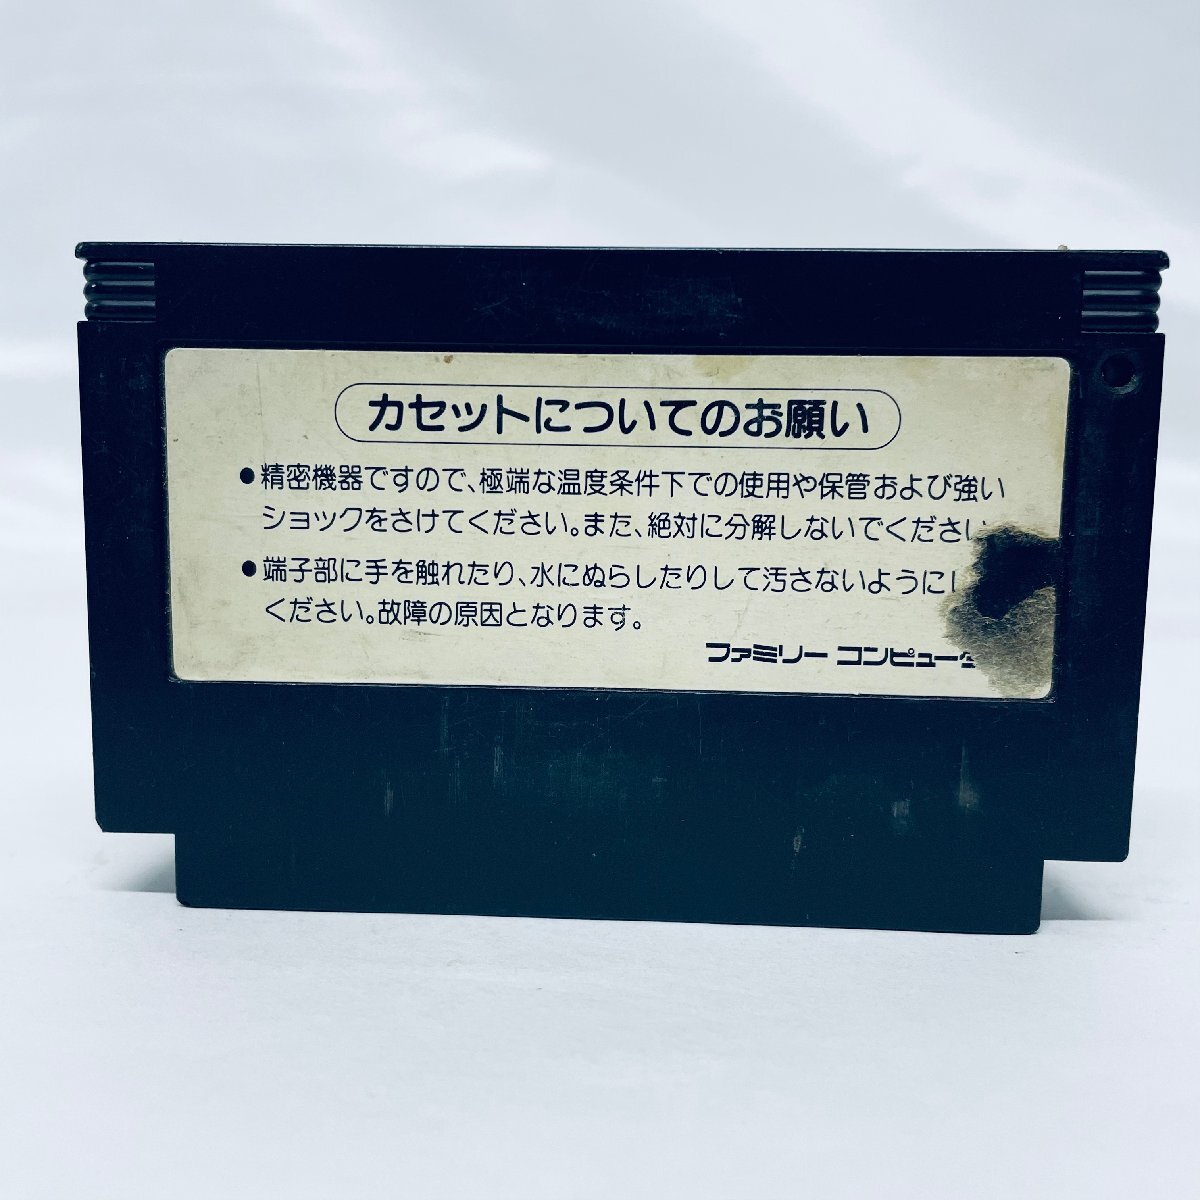 カセットについてのお願い
●精密機器ですので、極端な温度条件下での使用や保管および強い
ショックをさけてください。また、絶対に分解しないでください
●端子部に手を触れたり、水にぬらしたりして汚さないように
ください。故障の原因となります。
ファミリー コンピュータ